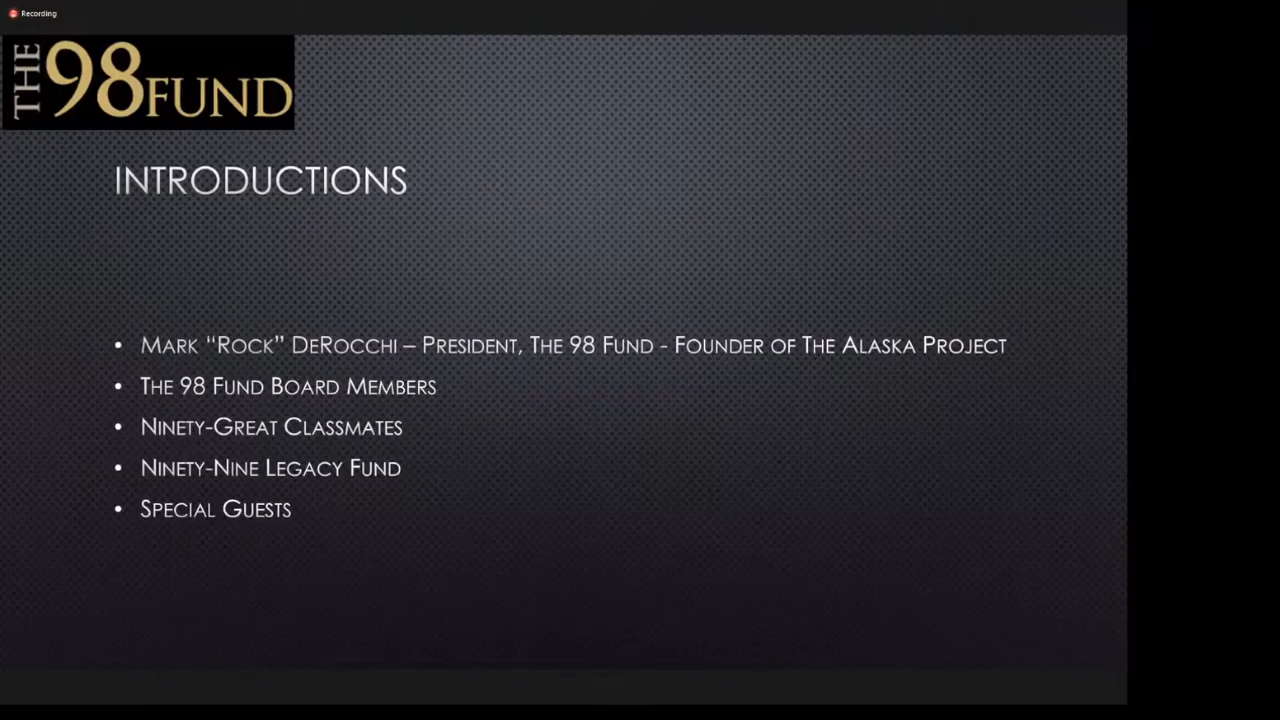 Recording
THE 98 FUND
INTRODUCTIONS
• MARK “ROCK” DEROCCHI – PRESIDENT, THE 98 FUND - FOUNDER OF THE ALASKA PROJECT
• THE 98 FUND BOARD MEMBERS
• NINETY-GREAT CLASSMATES
• NINETY-NINE LEGACY FUND
• SPECIAL GUESTS